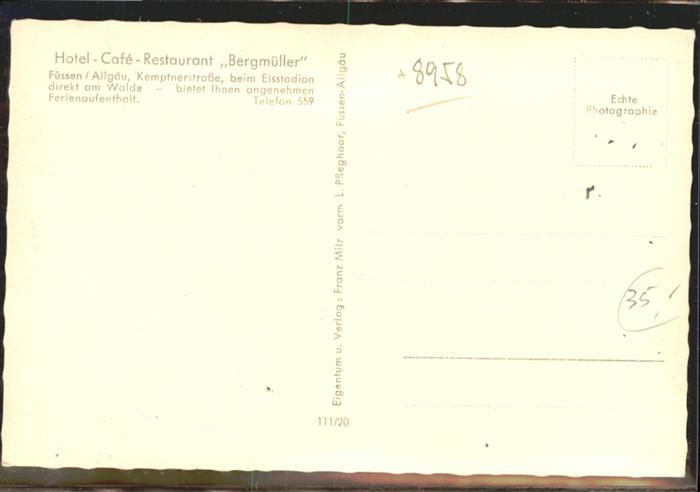 Hotel - Café - Restaurant „Bergmüller"
Füssen / Allgäu, Kemptnerstraße, beim Eisstadion
direkt am Walde — bietet Ihnen angenehmen
Ferienaufenthalt. Telefon 559
Eigentum u. Verlag: Franz Milz vorm. L. Pfleghaar, Füssen-Allgäu
111/20
8958
Echte
Photographie
35,-